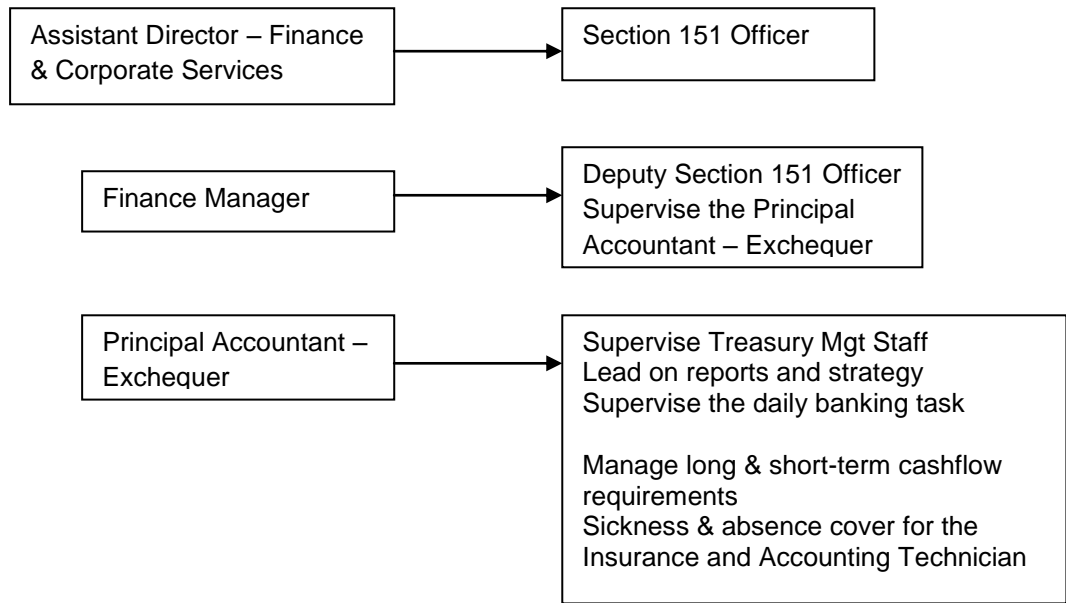 Assistant Director – Finance
& Corporate Services
Section 151 Officer
Finance Manager
Deputy Section 151 Officer
Supervise the Principal
Accountant – Exchequer
Principal Accountant –
Exchequer
Supervise Treasury Mgt Staff
Lead on reports and strategy
Supervise the daily banking task
Manage long & short-term cashflow
requirements
Sickness & absence cover for the
Insurance and Accounting Technician